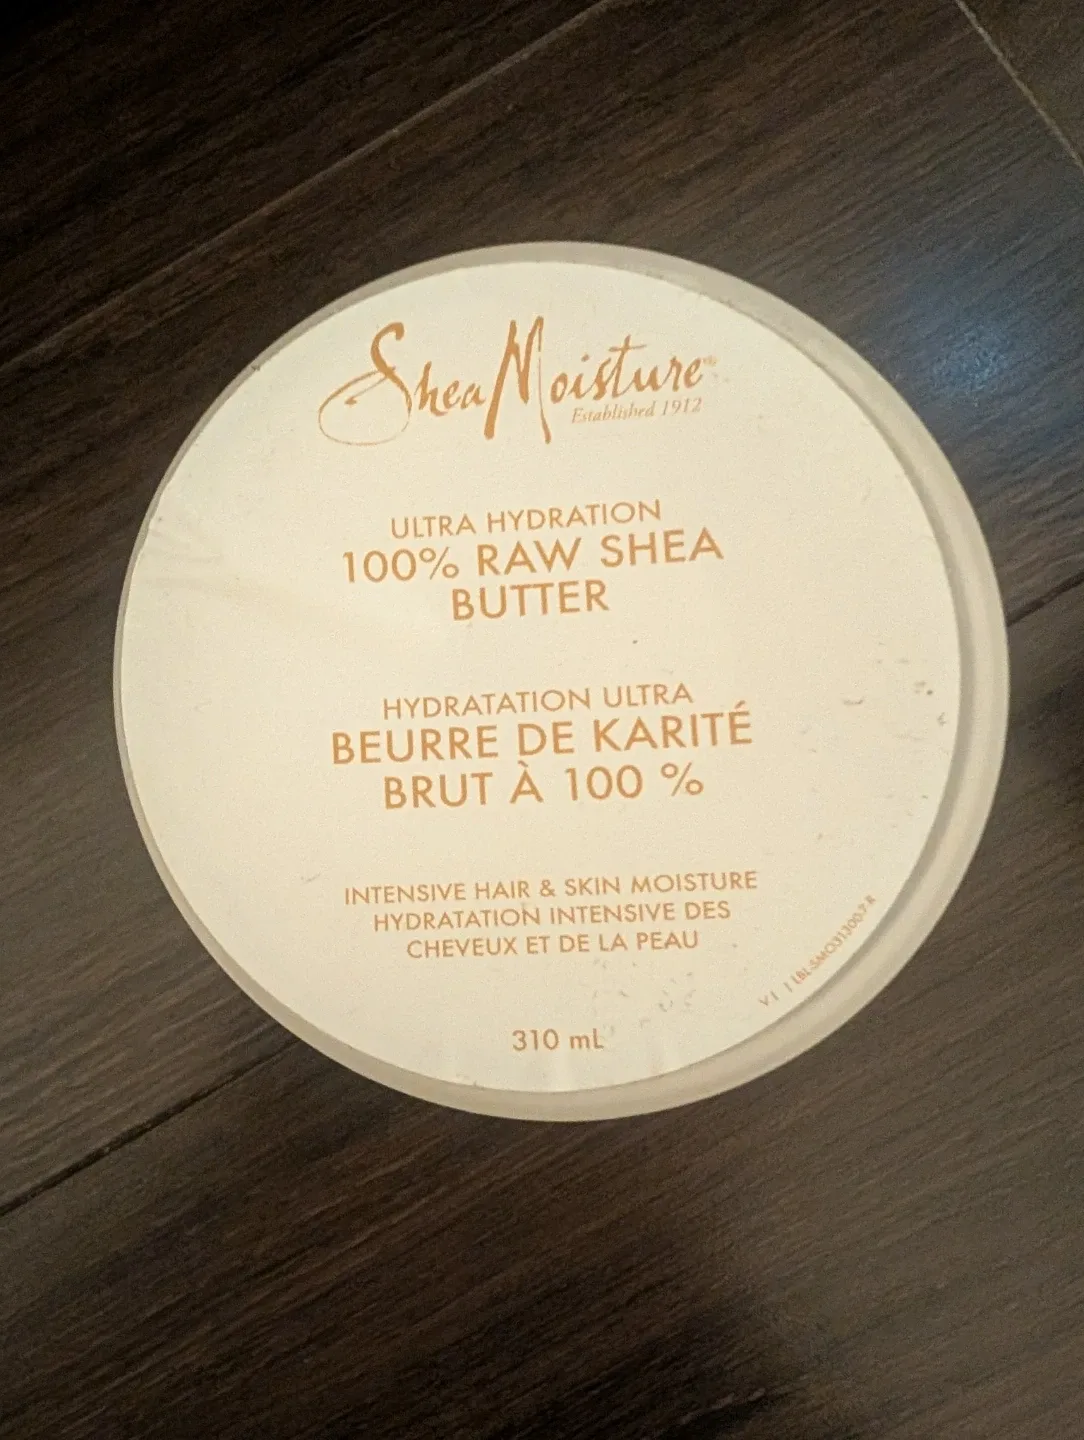 SheaMoisture
Established 1912
ULTRA HYDRATION
100% RAW SHEA
BUTTER
HYDRATATION ULTRA
BEURRE DE KARITÉ
BRUT À 100 %
INTENSIVE HAIR & SKIN MOISTURE
HYDRATATION INTENSIVE DES
CHEVEUX ET DE LA PEAU
310 mL